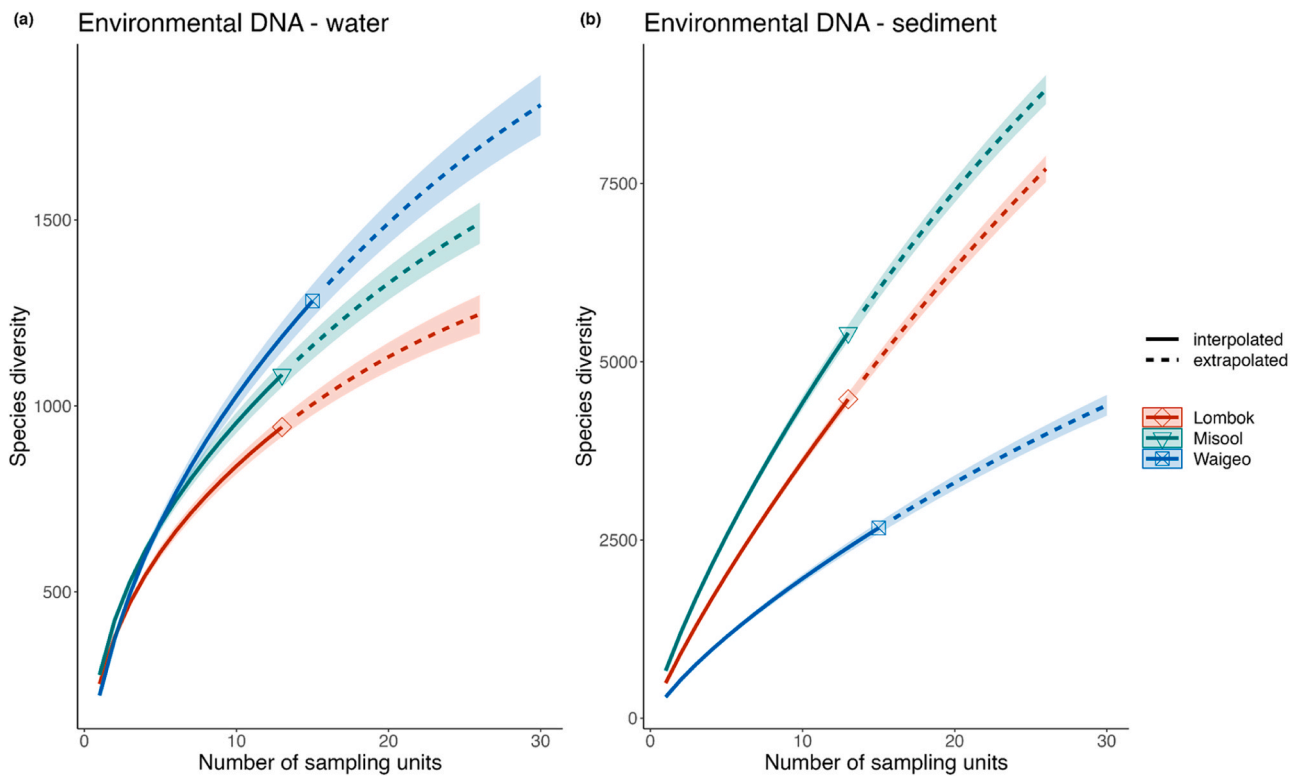 (a)
Environmental DNA - water
Species diversity
1500
1000
500
0
10
20
30
Number of sampling units
(b)
Environmental DNA - sediment
Species diversity
7500
5000
2500
0
0
10
20
30
Number of sampling units
interpolated
extrapolated
Lombok
Misool
Waigeo